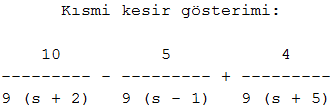 Kısmi kesir gösterimi:
10 5 4
--------- - --------- + ---------
9 (s + 2) 9 (s - 1) 9 (s + 5)